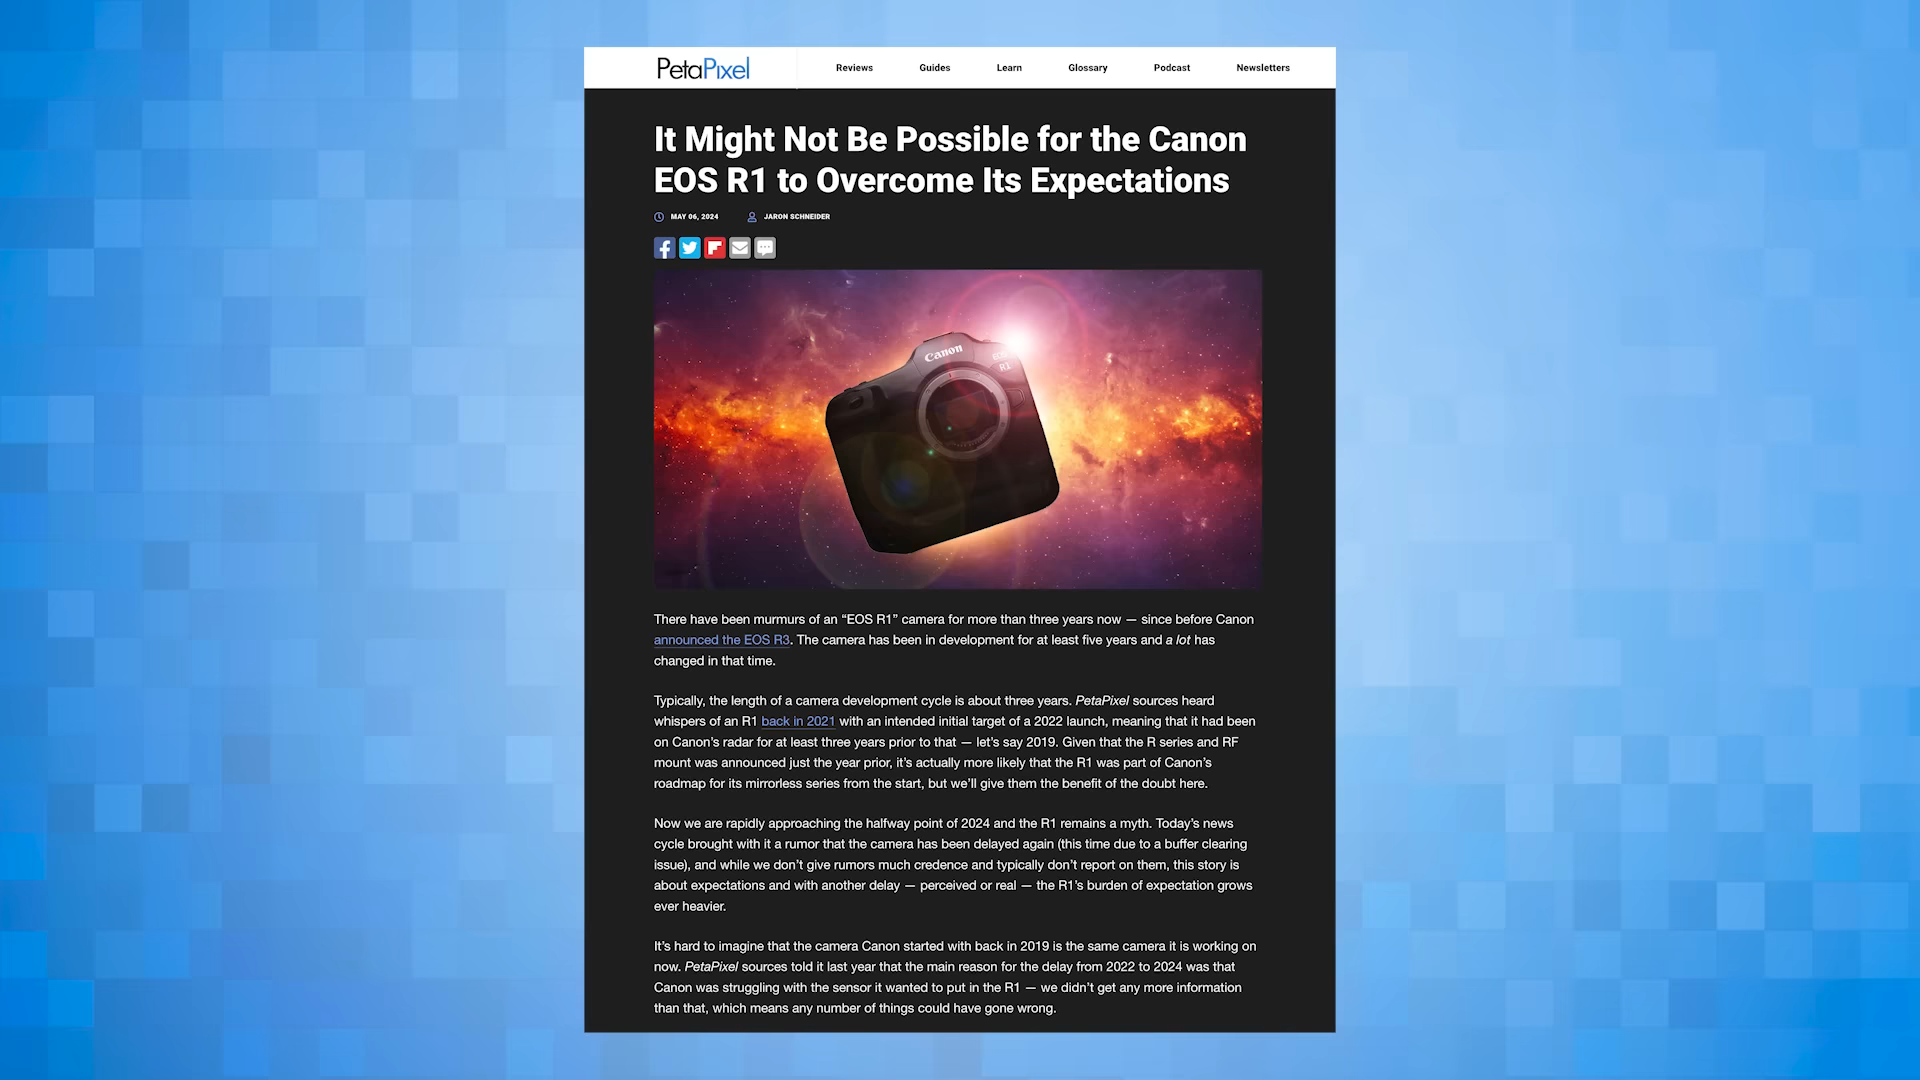 PetaPixel
Reviews
Guides
Learn
Glossary
Podcast
Newsletters
It Might Not Be Possible for the Canon
EOS R1 to Overcome Its Expectations
MAY 06, 2024
JARON SCHNEIDER
Canon
EOS
R1
There have been murmurs of an “EOS R1” camera for more than three years now — since before Canon
announced the EOS R3. The camera has been in development for at least five years and a lot has
changed in that time.
Typically, the length of a camera development cycle is about three years. PetaPixel sources heard
whispers of an R1 back in 2021 with an intended initial target of a 2022 launch, meaning that it had been
on Canon’s radar for at least three years prior to that — let’s say 2019. Given that the R series and RF
mount was announced just the year prior, it’s actually more likely that the R1 was part of Canon’s
roadmap for its mirrorless series from the start, but we’ll give them the benefit of the doubt here.
Now we are rapidly approaching the halfway point of 2024 and the R1 remains a myth. Today’s news
cycle brought with it a rumor that the camera has been delayed again (this time due to a buffer clearing
issue), and while we don’t give rumors much credence and typically don’t report on them, this story is
about expectations and with another delay — perceived or real — the R1’s burden of expectation grows
ever heavier.
It’s hard to imagine that the camera Canon started with back in 2019 is the same camera it is working on
now. PetaPixel sources told it last year that the main reason for the delay from 2022 to 2024 was that
Canon was struggling with the sensor it wanted to put in the R1 — we didn’t get any more information
than that, which means any number of things could have gone wrong.